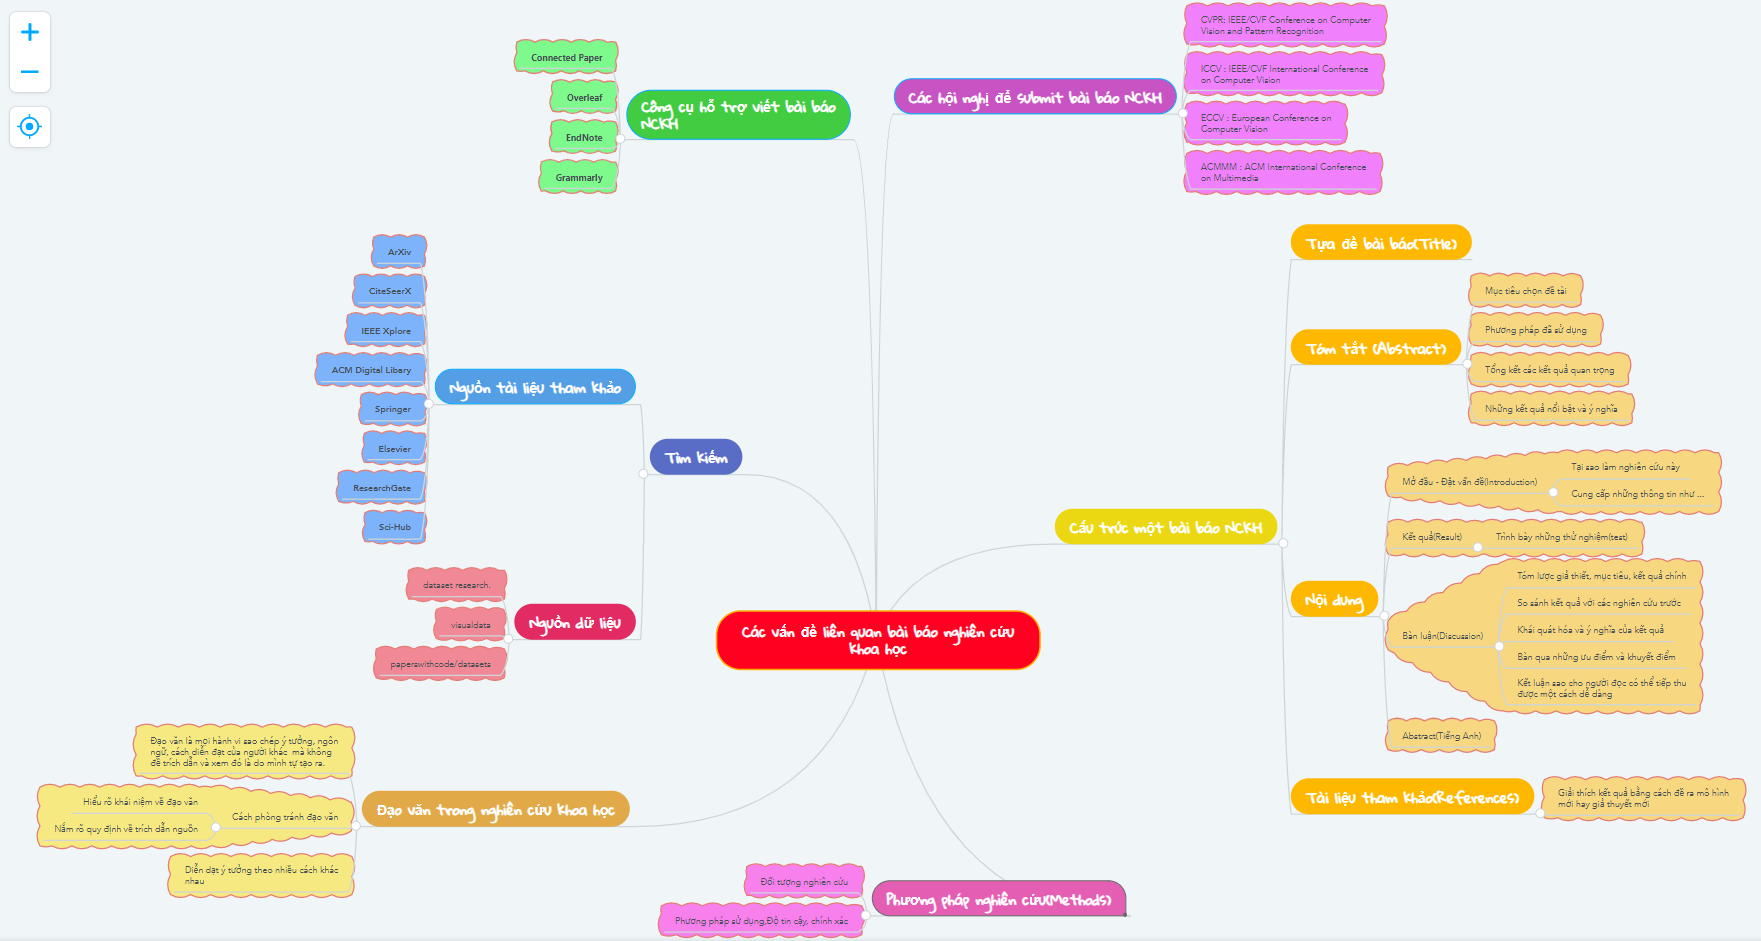 Các vấn đề liên quan bài báo nghiên cứu
khoa học
Công cụ hỗ trợ viết bài báo
NCKH
Connected Paper
Overleaf
EndNote
Grammarly
Các hội nghị để submit bài báo NCKH
CVPR: IEEE/CVF Conference on Computer
Vision and Pattern Recognition
ICCV : IEEE/CVF International Conference
on Computer Vision
ECCV : European Conference on
Computer Vision
ACMMM : ACM International Conference
on Multimedia
Tìm kiếm
Nguồn tài liệu tham khảo
ArXiv
CiteSeerX
IEEE Xplore
ACM Digital Libary
Springer
Elsevier
ResearchGate
Sci-Hub
Nguồn dữ liệu
dataset research.
visualdata
paperswithcode/datasets
Cấu trúc một bài báo NCKH
Tựa đề bài báo(Title)
Tóm tắt (Abstract)
Mục tiêu chọn đề tài
Phương pháp đã sử dụng
Tổng kết các kết quả quan trọng
Những kết quả nổi bật và ý nghĩa
Nội dung
Mở đầu - Đặt vấn đề(Introduction)
Tại sao làm nghiên cứu này
Cung cấp những thông tin như ...
Kết quả(Result)
Trình bày những thử nghiệm(test)
Bàn luận(Discussion)
Tóm lược giả thiết, mục tiêu, kết quả chính
So sánh kết quả với các nghiên cứu trước
Khái quát hóa và ý nghĩa của kết quả
Bàn qua những ưu điểm và khuyết điểm
Kết luận sao cho người đọc có thể tiếp thu
được một cách dễ dàng
Abstract(Tiếng Anh)
Tài liệu tham khảo(References)
Giải thích kết quả bằng cách đề ra mô hình
mới hay giả thuyết mới
Đạo văn trong nghiên cứu khoa học
Đạo văn là mọi hành vi sao chép ý tưởng, ngôn
ngữ, cách diễn đạt của người khác mà không
đề trích dẫn và xem đó là do mình tự tạo ra.
Cách phòng tránh đạo văn
Hiểu rõ khái niệm về đạo văn
Nắm rõ quy định về trích dẫn nguồn
Diễn đạt ý tưởng theo nhiều cách khác
nhau
Phương pháp nghiên cứu(Methods)
Đối tượng nghiên cứu
Phương pháp sử dụng,Độ tin cậy, chính xác